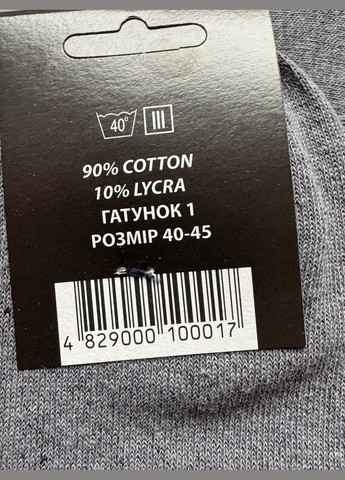 40°
90% COTTON
10% LYCRA
ГАТУНОК 1
РОЗМІР 40-45
4 829000 100017